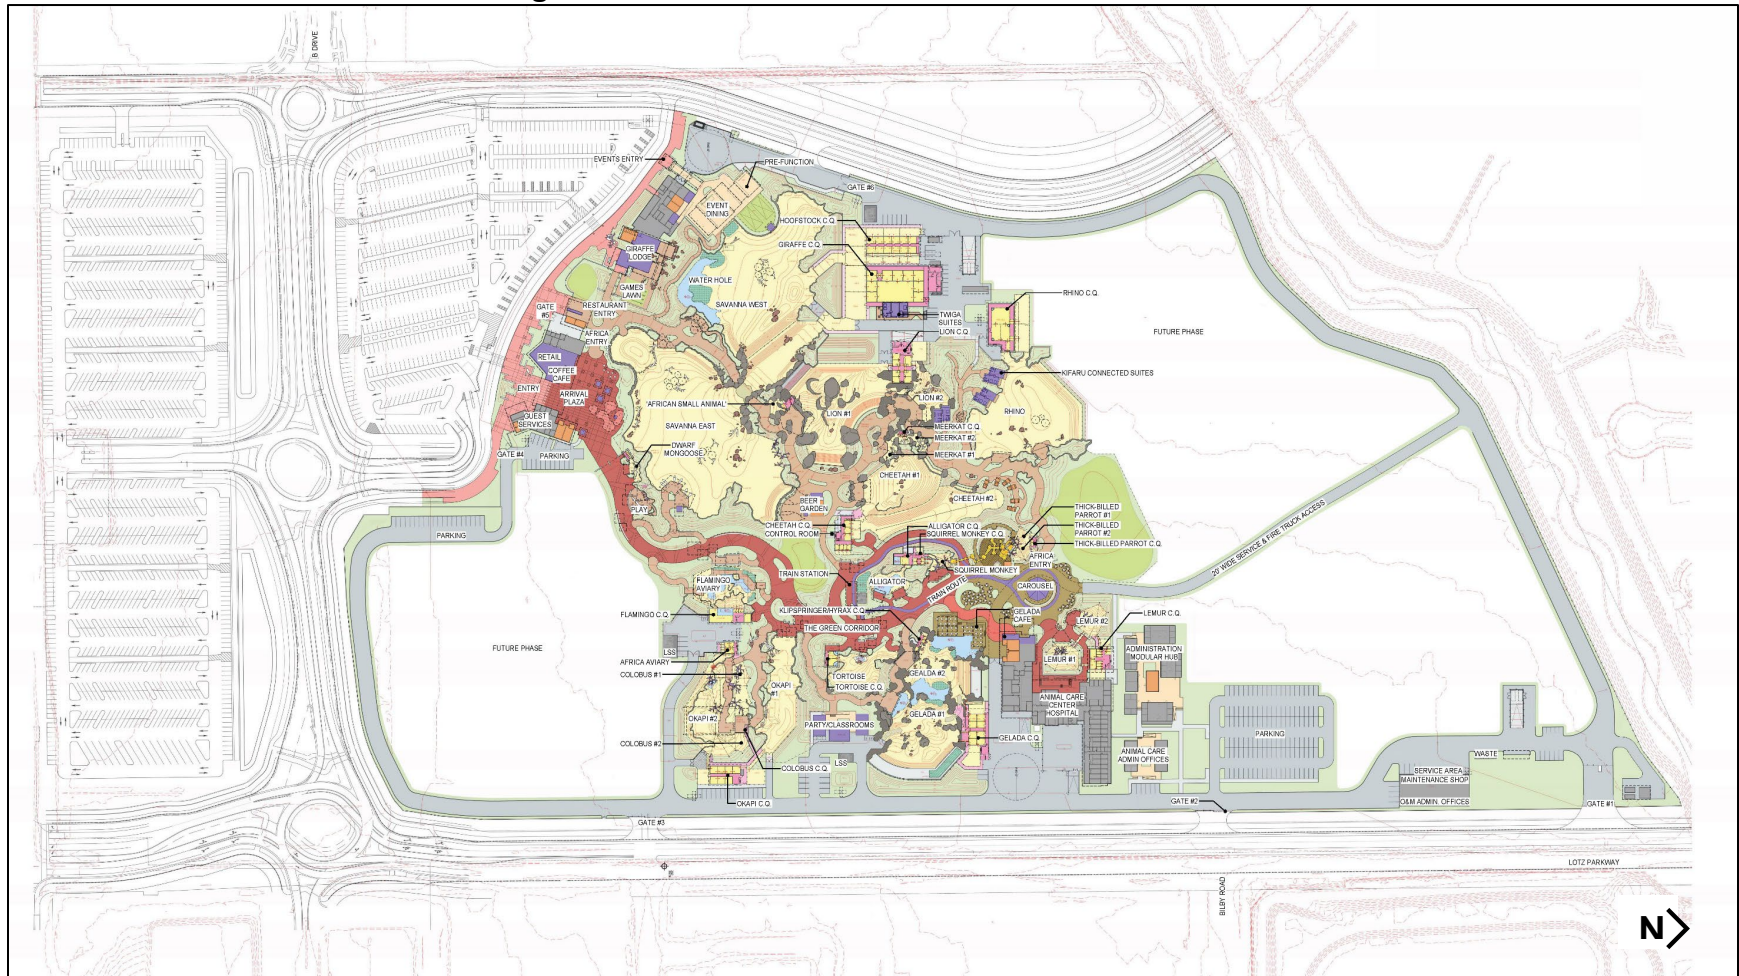 B DRIVE
EVENTS ENTRY
PRE-FUNCTION
GATE #6
EVENT
DINING
HOOFSTOCK C.Q.
GIRAFFE C.Q.
GIRAFFE
LODGE
WATER HOLE
GAMES
LAWN
SAVANNA WEST
RHINO C.Q.
RESTAURANT
ENTRY
GATE
#5
TWIGA
SUITES
LION C.Q.
FUTURE PHASE
AFRICA
ENTRY
RETAIL
COFFEE
CAFE
KIFARU CONNECTED SUITES
ENTRY
ARRIVAL
PLAZA
'AFRICAN SMALL ANIMAL'
LION #1
LION #2
RHINO
GUEST
SERVICES
SAVANNA EAST
MEERKAT C.Q.
MEERKAT #2
MEERKAT #1
DWARF
MONGOOSE
GATE #4
PARKING
CHEETAH #1
CHEETAH #2
PLAY
BEER
GARDEN
THICK-BILLED
PARROT #1
THICK-BILLED
PARROT #2
THICK-BILLED PARROT C.Q.
CHEETAH C.Q.
CONTROL ROOM
ALLIGATOR C.Q.
SQUIRREL MONKEY C.Q.
PARKING
20' WIDE SERVICE & FIRE TRUCK ACCESS
AFRICA
ENTRY
SQUIRREL MONKEY
TRAIN STATION
FLAMINGO
AVIARY
ALLIGATOR
TRAIN ROUTE
CAROUSEL
FLAMINGO C.Q.
KLIPSPRINGER/HYRAX C.Q.
GELADA
CAFE
LEMUR C.Q.
LEMUR #2
THE GREEN CORRIDOR
FUTURE PHASE
LSS
ADMINISTRATION
MODULAR HUB
AFRICA AVIARY
LEMUR #1
COLOBUS #1
TORTOISE
TORTOISE C.Q.
GEALDA #2
OKAPI
#1
ANIMAL CARE
CENTER
HOSPITAL
OKAPI #2
PARTY/CLASSROOMS
GELADA #1
GELADA C.Q.
PARKING
COLOBUS #2
COLOBUS C.Q.
LSS
ANIMAL CARE
ADMIN OFFICES
WASTE
SERVICE AREA
MAINTENANCE SHOP
OKAPI C.Q.
GATE #2
O&M ADMIN. OFFICES
GATE #1
GATE #3
LOTZ PARKWAY
BILBY ROAD
N